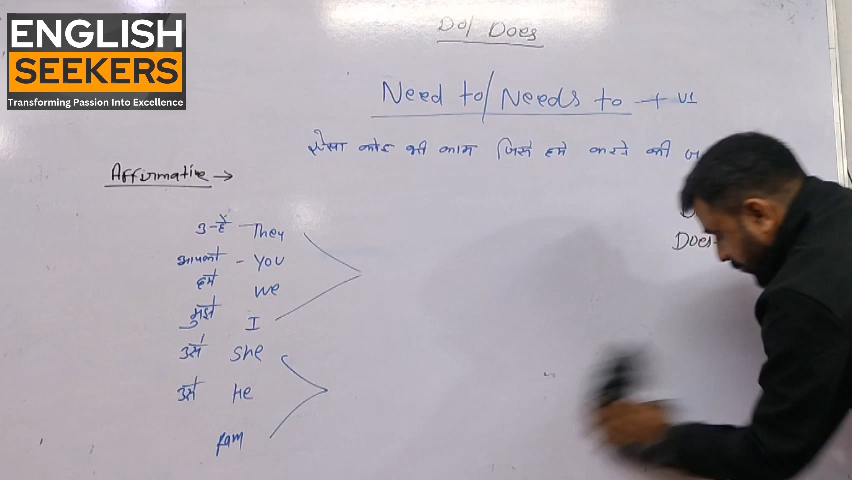 ENGLISH
SEEKERS
Transforming Passion Into Excellence
Do/ Does
Need to/ Needs to + V1
ऐसा कोई भी काम जिसे हमे करने की
Affirmative →
उन्हें - They
आपको - You
हमे We
मुझे I
उसे She
उसे He
Ram
Does